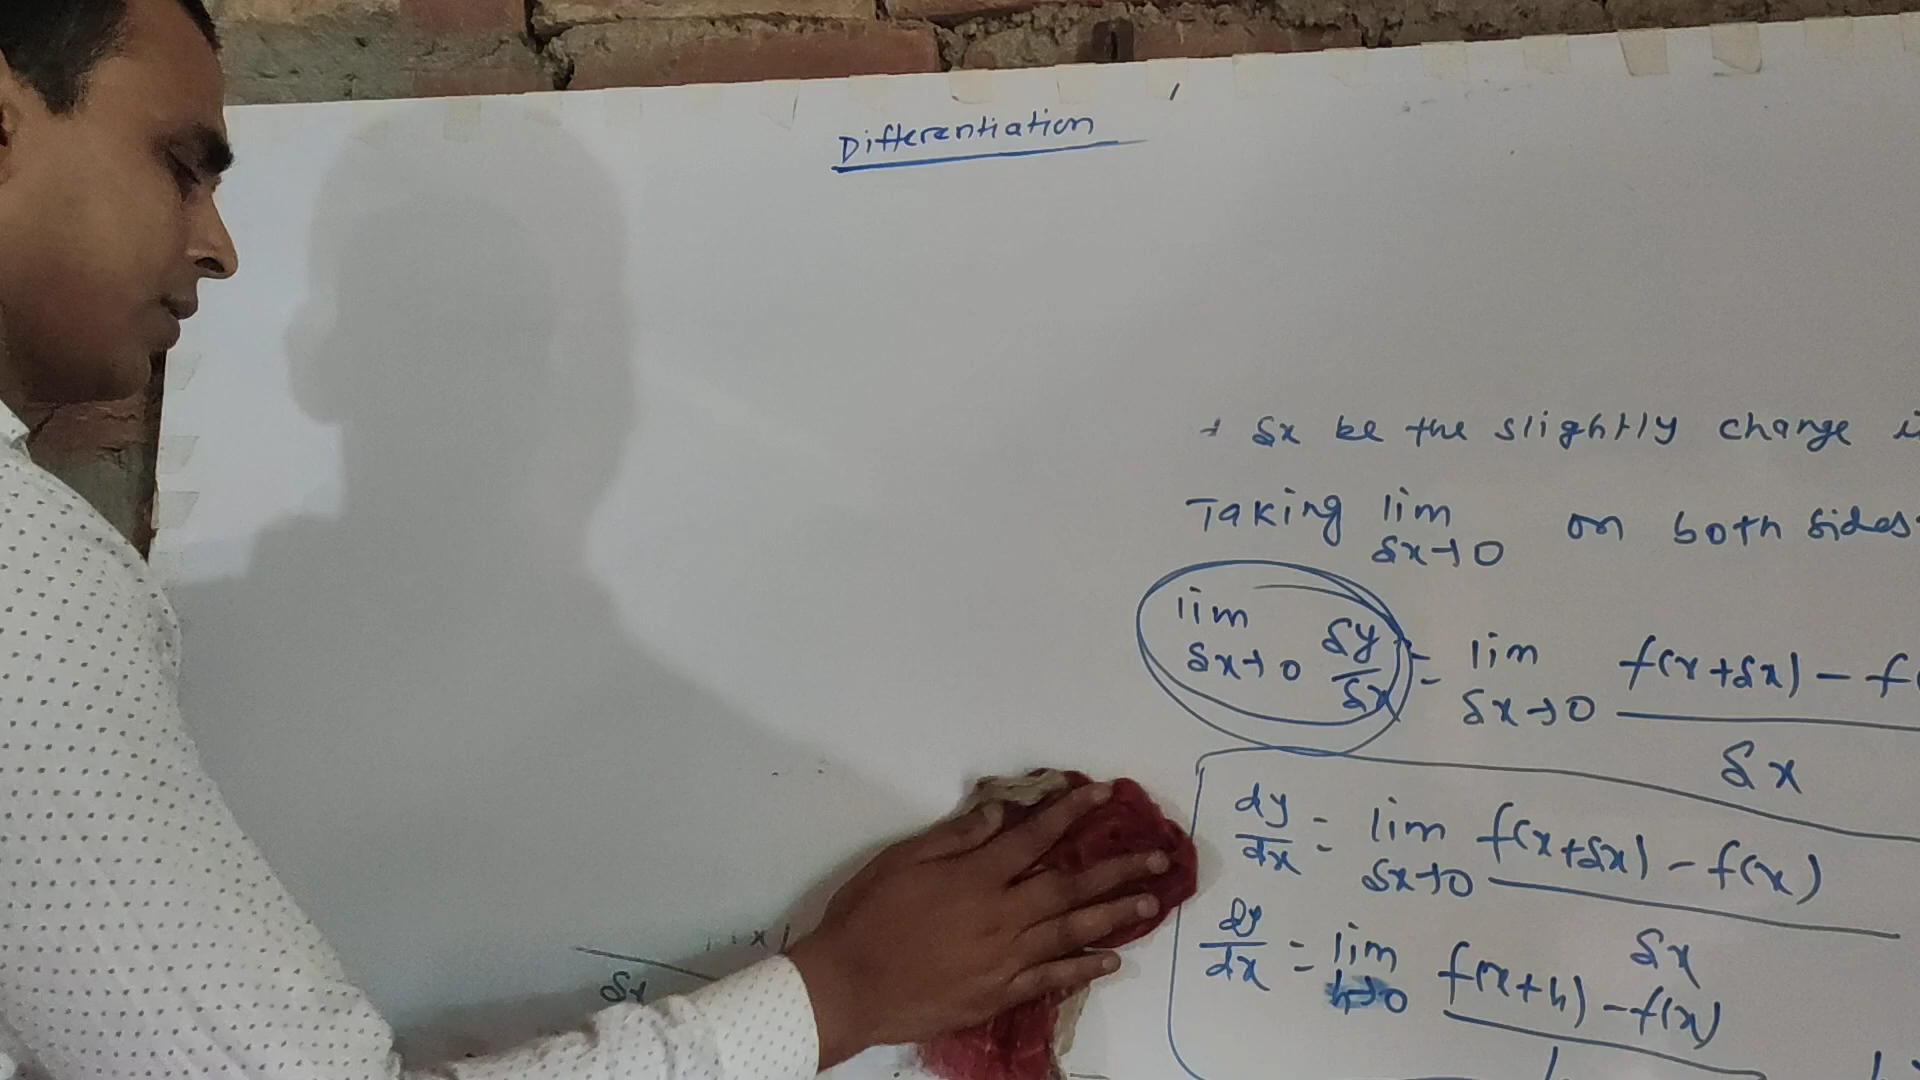 Differentiation
δx be the slightly change
Taking lim δx→0 on both sides
lim δx→0 δy/δx = lim δx→0 f(x+δx) - f(
δx
dy/dx = lim δx→0 f(x+δx) - f(x)
δx
dy/dx = lim h→0 f(x+h) - f(x)
h
δx